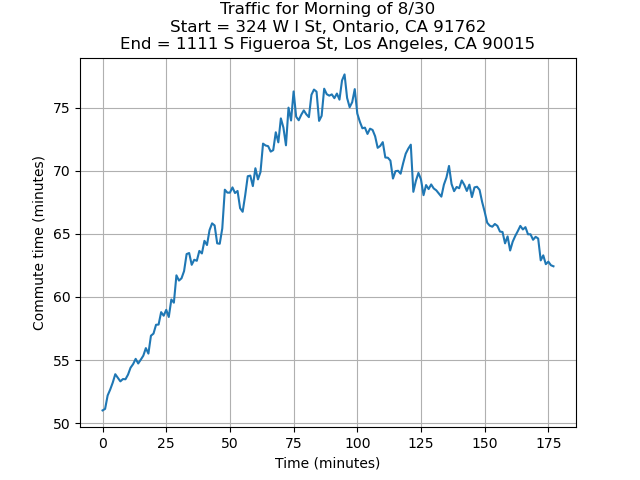 Traffic for Morning of 8/30
Start = 324 W I St, Ontario, CA 91762
End = 1111 S Figueroa St, Los Angeles, CA 90015
Commute time (minutes)
75
70
65
60
55
50
0 25 50 75 100 125 150 175
Time (minutes)